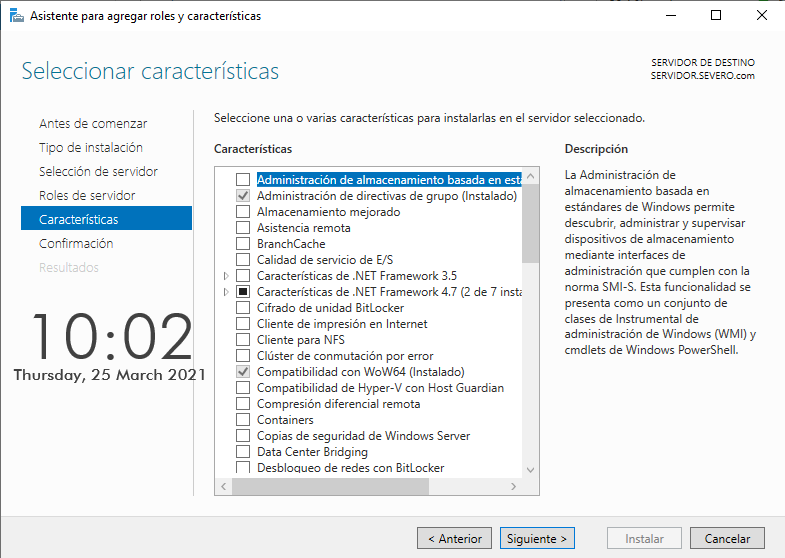 Asistente para agregar roles y características
Seleccionar características
SERVIDOR DE DESTINO
SERVIDOR.SEVERO.com
Antes de comenzar
Tipo de instalación
Selección de servidor
Roles de servidor
Características
Confirmación
Resultados
10:02
Thursday, 25 March 2021
Seleccione una o varias características para instalarlas en el servidor seleccionado.
Características
Administración de almacenamiento basada en está
Administración de directivas de grupo (Instalado)
Almacenamiento mejorado
Asistencia remota
BranchCache
Calidad de servicio de E/S
Características de .NET Framework 3.5
Características de .NET Framework 4.7 (2 de 7 insta
Cifrado de unidad BitLocker
Cliente de impresión en Internet
Cliente para NFS
Clúster de conmutación por error
Compatibilidad con WoW64 (Instalado)
Compatibilidad de Hyper-V con Host Guardian
Compresión diferencial remota
Containers
Copias de seguridad de Windows Server
Data Center Bridging
Desbloqueo de redes con BitLocker
Descripción
La Administración de
almacenamiento basada en
estándares de Windows permite
descubrir, administrar y supervisar
dispositivos de almacenamiento
mediante interfaces de
administración que cumplen con la
norma SMI-S. Esta funcionalidad se
presenta como un conjunto de
clases de Instrumental de
administración de Windows (WMI) y
cmdlets de Windows PowerShell.
< Anterior
Siguiente >
Instalar
Cancelar